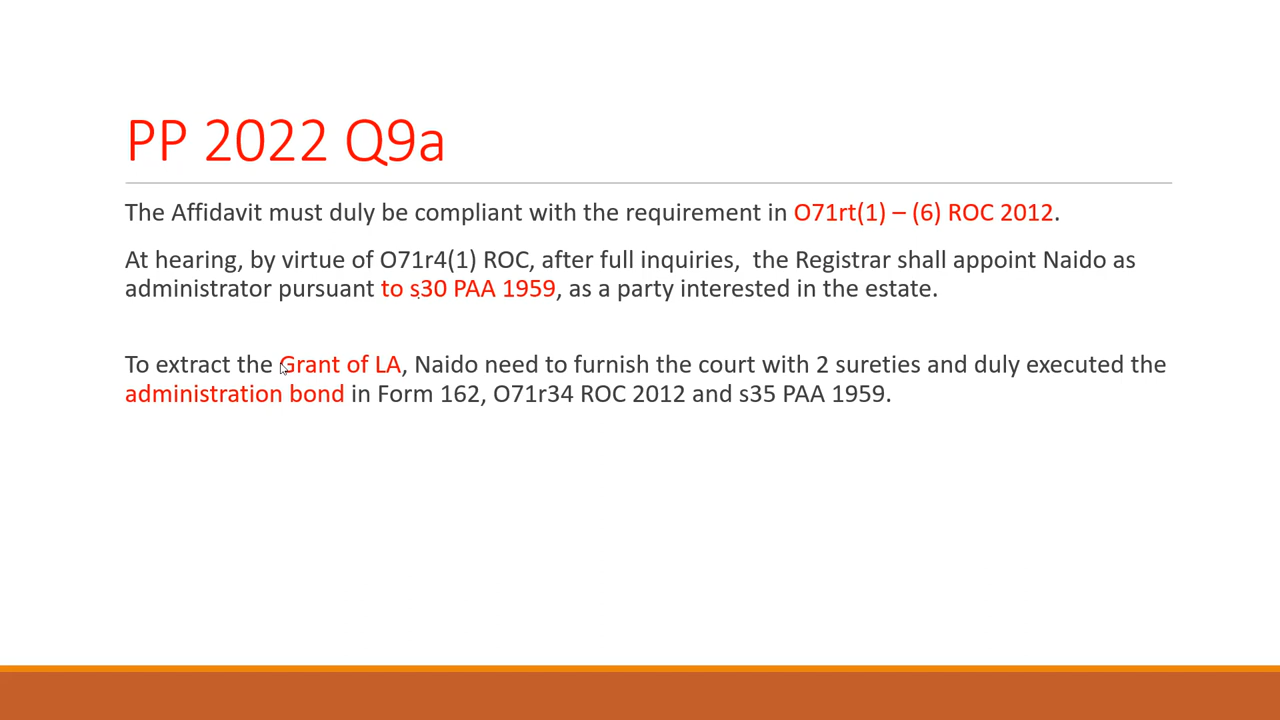 PP 2022 Q9a
The Affidavit must duly be compliant with the requirement in O71rt(1) – (6) ROC 2012.
At hearing, by virtue of O71r4(1) ROC, after full inquiries, the Registrar shall appoint Naido as
administrator pursuant to s30 PAA 1959, as a party interested in the estate.
To extract the Grant of LA, Naido need to furnish the court with 2 sureties and duly executed the
administration bond in Form 162, O71r34 ROC 2012 and s35 PAA 1959.